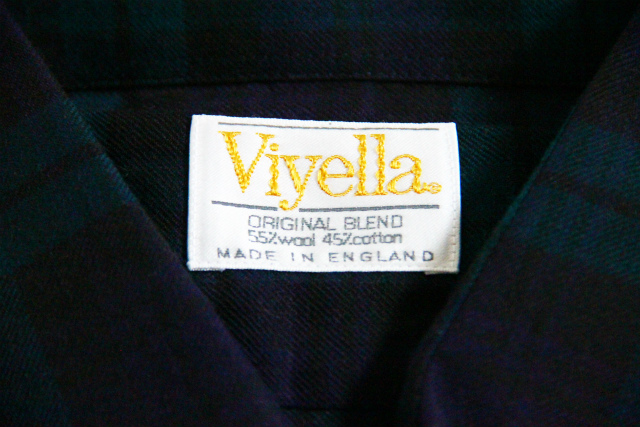 Viyella®
ORIGINAL BLEND
55%wool 45%cotton
MADE IN ENGLAND